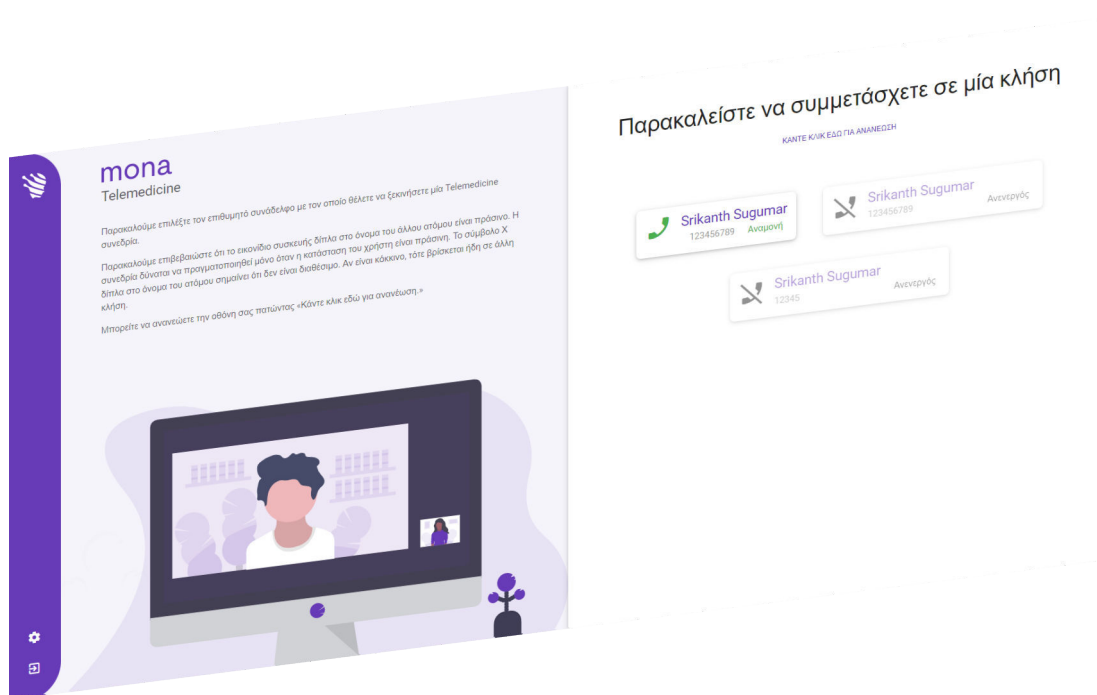 mona
Telemedicine
Παρακαλούμε επιλέξτε τον επιθυμητό συνάδελφο με τον οποίο θέλετε να ξεκινήσετε μία Telemedicine
συνεδρία.
Παρακαλούμε επιβεβαιώστε ότι το εικονίδιο συσκευής δίπλα στο όνομα του άλλου ατόμου είναι πράσινο. Η
συνεδρία δύναται να πραγματοποιηθεί μόνο όταν η κατάσταση του χρήστη είναι πράσινη. Το σύμβολο X
δίπλα στο όνομα του ατόμου σημαίνει ότι δεν είναι διαθέσιμο. Αν είναι κόκκινο, τότε βρίσκεται ήδη σε άλλη
κλήση.
Μπορείτε να ανανεώετε την οθόνη σας πατώντας «Κάντε κλικ εδώ για ανανέωση.»
Παρακαλείστε να συμμετάσχετε σε μία κλήση
ΚΑΝΤΕ ΚΛΙΚ ΕΔΩ ΓΙΑ ΑΝΑΝΕΩΣΗ
Srikanth Sugumar
123456789 Αναμονή
Srikanth Sugumar
123456789 Ανενεργός
Srikanth Sugumar
12345 Ανενεργός